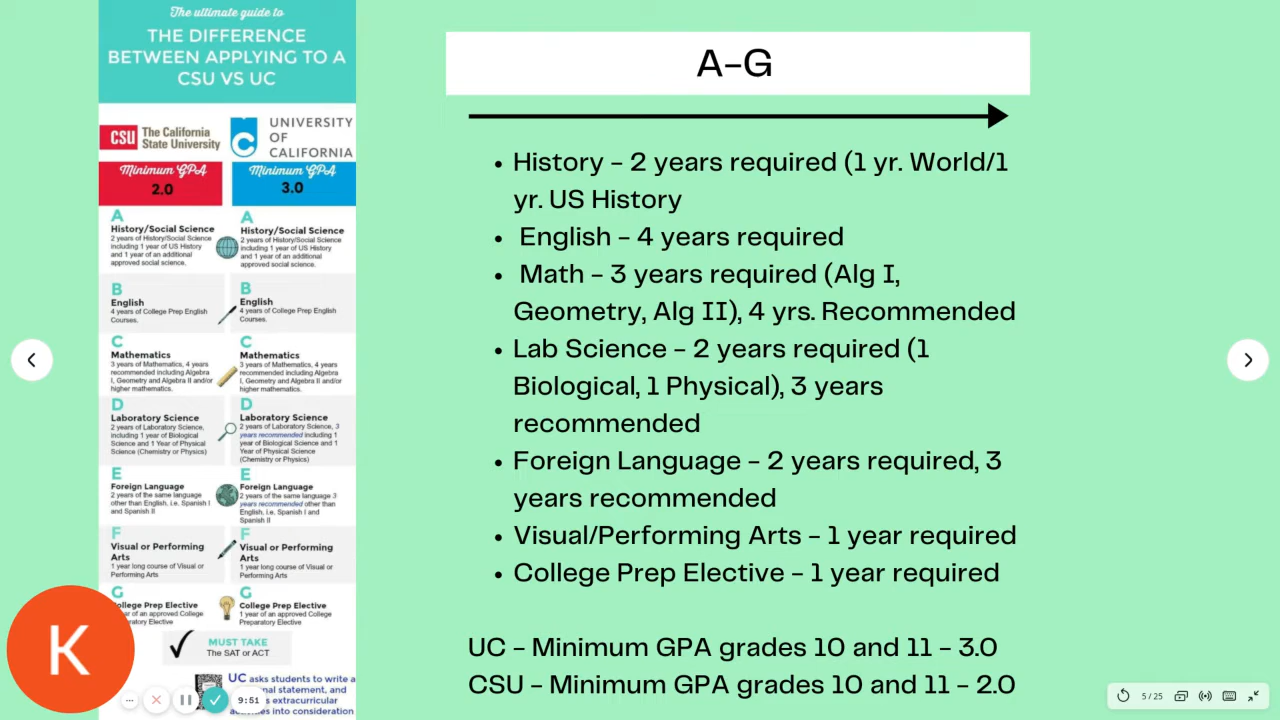 The ultimate guide to
THE DIFFERENCE
BETWEEN APPLYING TO A
CSU VS UC
CSU The California
State University
UNIVERSITY
OF
CALIFORNIA
Minimum GPA
2.0
Minimum GPA
3.0
A
History/Social Science
2 years of History/Social Science
including 1 year of US History
and 1 year of an additional
approved social science.
A
History/Social Science
2 years of History/Social Science
including 1 year of US History
and 1 year of an additional
approved social science.
B
English
4 years of College Prep English
Courses.
B
English
4 years of College Prep English
Courses.
C
Mathematics
3 years of Mathematics, 4 years
recommended including Algebra
I, Geometry and Algebra II and/or
higher mathematics.
C
Mathematics
3 years of Mathematics, 4 years
recommended including Algebra
I, Geometry and Algebra II and/or
higher mathematics.
D
Laboratory Science
2 years of Laboratory Science,
including 1 year of Biological
Science and 1 Year of Physical
Science (Chemistry or Physics)
D
Laboratory Science
2 years of Laboratory Science, 3
years recommended including 1
year of Biological Science and 1
Year of Physical Science
(Chemistry or Physics)
E
Foreign Language
2 years of the same language
other than English. i.e. Spanish I
and Spanish II
E
Foreign Language
2 years of the same language 3
years recommended other than
English. i.e. Spanish I and
Spanish II
F
Visual or Performing
Arts
1 year long course of Visual or
Performing Arts
F
Visual or Performing
Arts
1 year long course of Visual or
Performing Arts
G
College Prep Elective
year of an approved College
Preparatory Elective
G
College Prep Elective
1 year of an approved College
Preparatory Elective
MUST TAKE
The SAT or ACT
UC asks students to write a
statement, and
extracurricular
into consideration
K
9:51
A-G
• History - 2 years required (1 yr. World/1
yr. US History
• English - 4 years required
• Math - 3 years required (Alg I,
Geometry, Alg II), 4 yrs. Recommended
• Lab Science - 2 years required (1
Biological, 1 Physical), 3 years
recommended
• Foreign Language - 2 years required, 3
years recommended
• Visual/Performing Arts - 1 year required
• College Prep Elective - 1 year required
UC - Minimum GPA grades 10 and 11 - 3.0
CSU - Minimum GPA grades 10 and 11 - 2.0
5/25